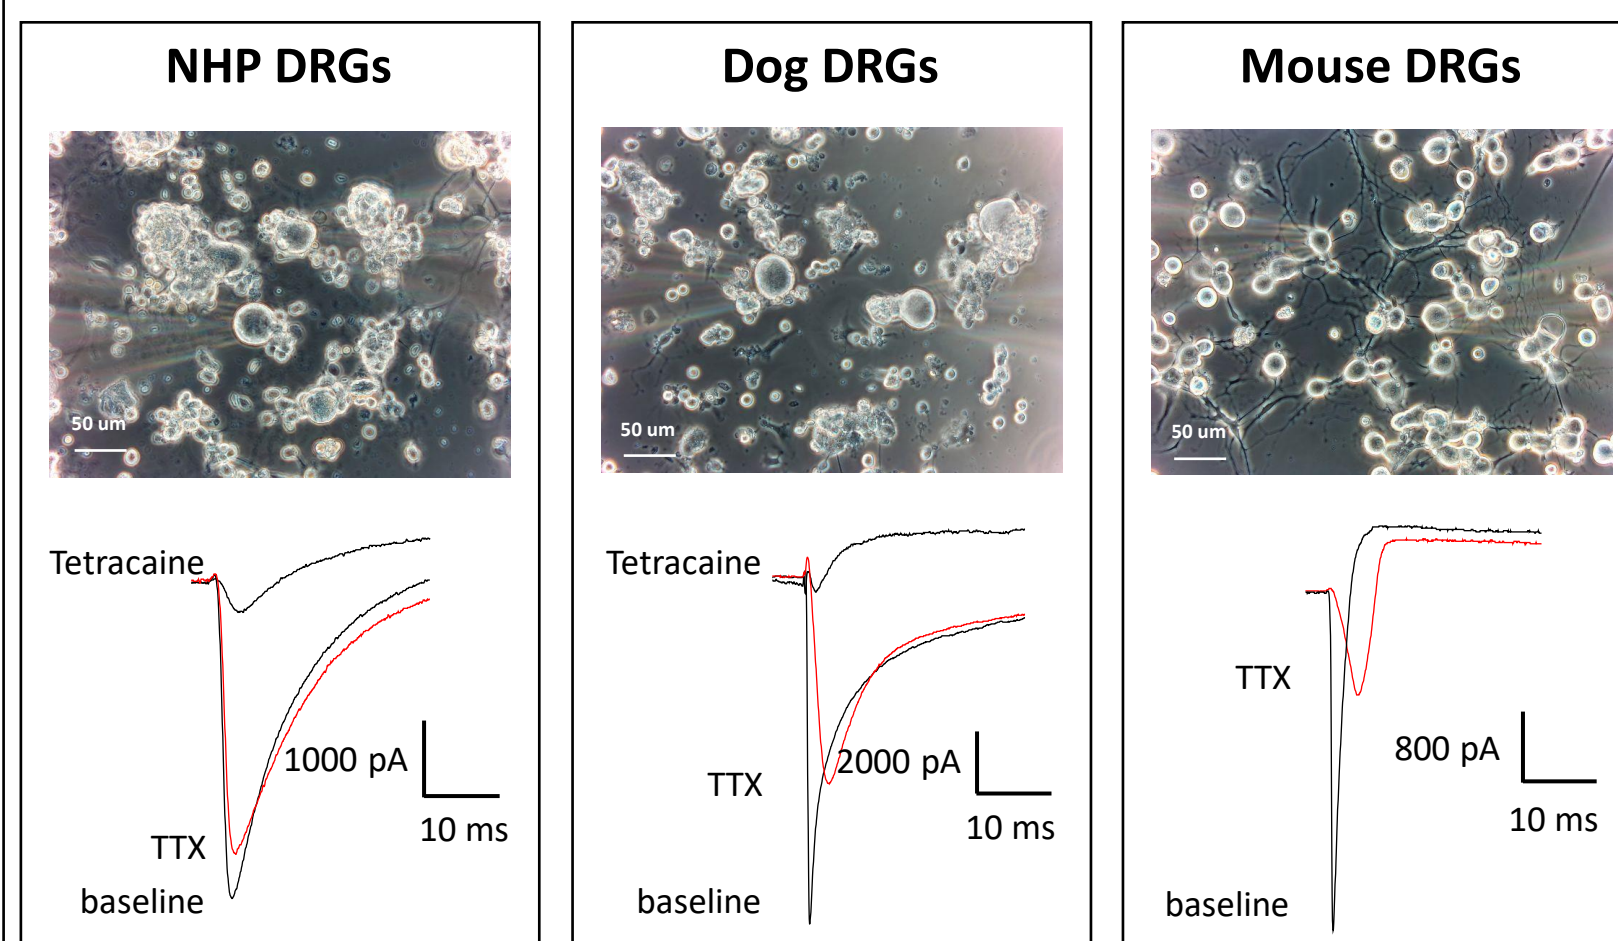 NHP DRGs
50 um
Tetracaine
1000 pA
10 ms
TTX
baseline
Dog DRGs
50 um
Tetracaine
2000 pA
TTX
10 ms
baseline
Mouse DRGs
50 um
TTX
800 pA
10 ms
baseline